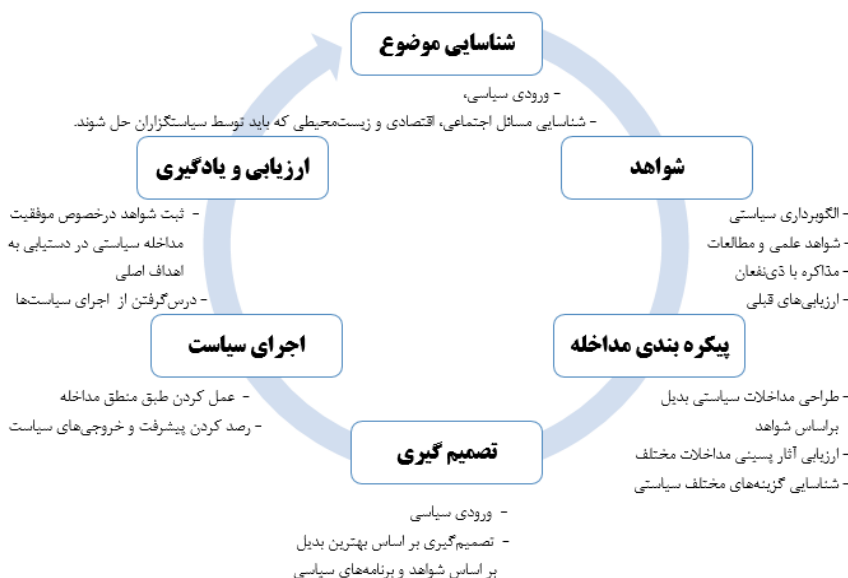 شناسایی موضوع
- ورودی سیاسی،
- شناسایی مسائل اجتماعی، اقتصادی و زیست‌محیطی که باید توسط سیاستگزاران حل شوند.
شواهد
- الگوبرداری سیاستی
- شواهد علمی و مطالعات
- مذاکره با ذی‌نفعان
- ارزیابی‌های قبلی
پیکره بندی مداخله
- طراحی مداخلات سیاستی بدیل
براساس شواهد
- ارزیابی آثار پسینی مداخلات مختلف
- شناسایی گزینه‌های مختلف سیاستی
تصمیم گیری
- ورودی سیاسی
- تصمیم‌گیری بر اساس بهترین بدیل
بر اساس شواهد و برنامه‌های سیاسی
اجرای سیاست
- عمل کردن طبق منطق مداخله
- رصد کردن پیشرفت و خروجی‌های سیاست
ارزیابی و یادگیری
- ثبت شواهد درخصوص موفقیت
مداخله سیاستی در دستیابی به
اهداف اصلی
- درس‌گرفتن از اجرای سیاست‌ها